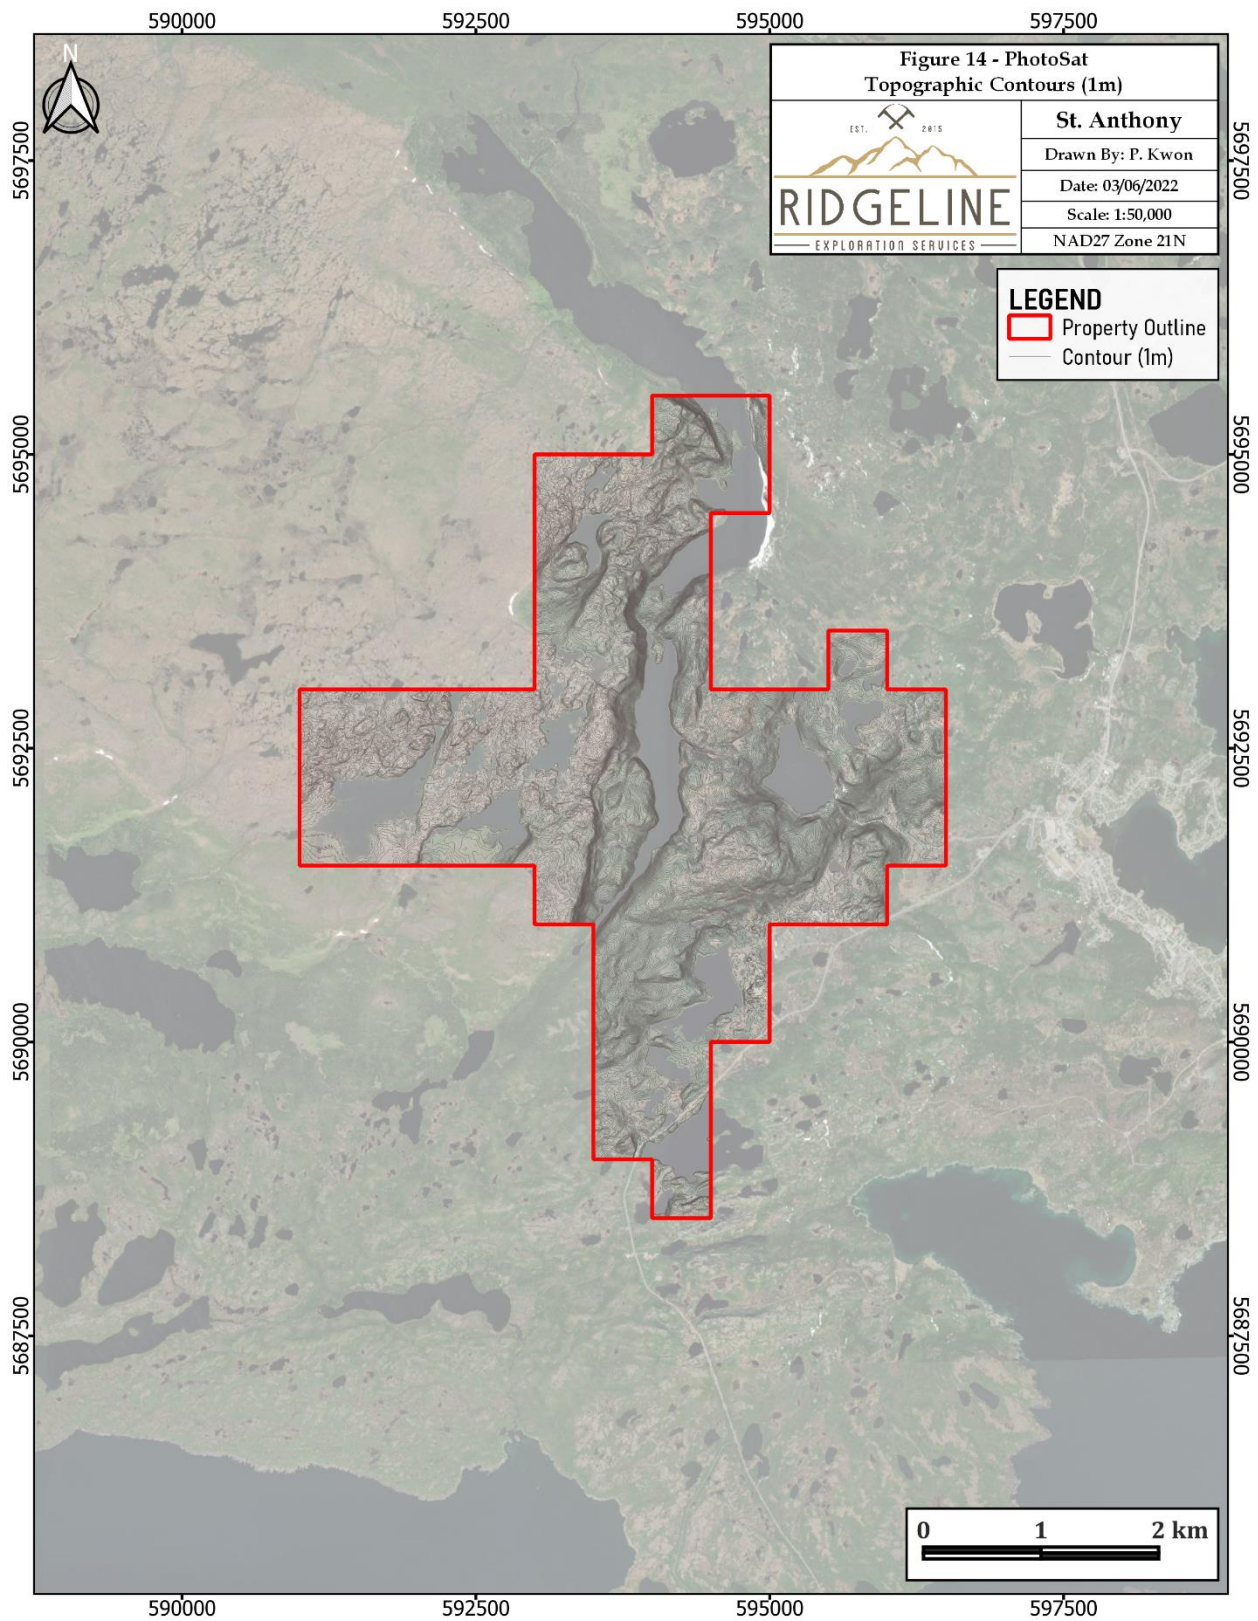 590000 592500 595000 597500
N
Figure 14 - PhotoSat
Topographic Contours (1m)
EST. 2015
RIDGELINE
EXPLORATION SERVICES
St. Anthony
Drawn By: P. Kwon
Date: 03/06/2022
Scale: 1:50,000
NAD27 Zone 21N
LEGEND
Property Outline
Contour (1m)
5697500 5697500
5695000 5695000
5692500 5692500
5690000 5690000
5687500 5687500
0 1 2 km
590000 592500 595000 597500